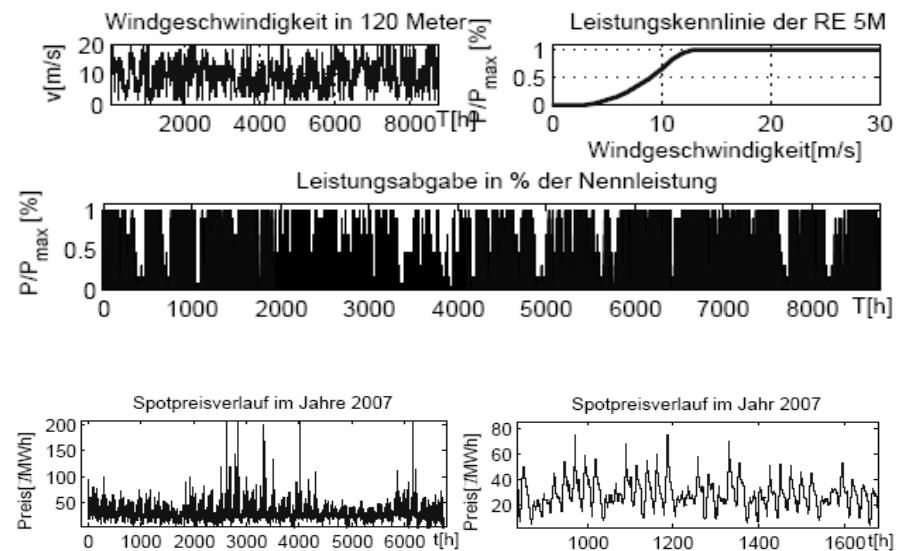 Windgeschwindigkeit in 120 Meter
v[m/s]
20
10
0
2000 4000 6000 8000 T[h]
Leistungskennlinie der RE 5M
P/Pmax [%]
1
0.5
0
0 10 20 30
Windgeschwindigkeit[m/s]
Leistungsabgabe in % der Nennleistung
P/Pmax [%]
1
0.5
0
0 1000 2000 3000 4000 5000 6000 7000 8000 T[h]
Spotpreisverlauf im Jahre 2007
Preis[ /MWh]
200
150
100
50
0 1000 2000 3000 4000 5000 6000 t[h]
Spotpreisverlauf im Jahr 2007
Preis[ /MWh]
80
60
40
20
1000 1200 1400 1600 t[h]